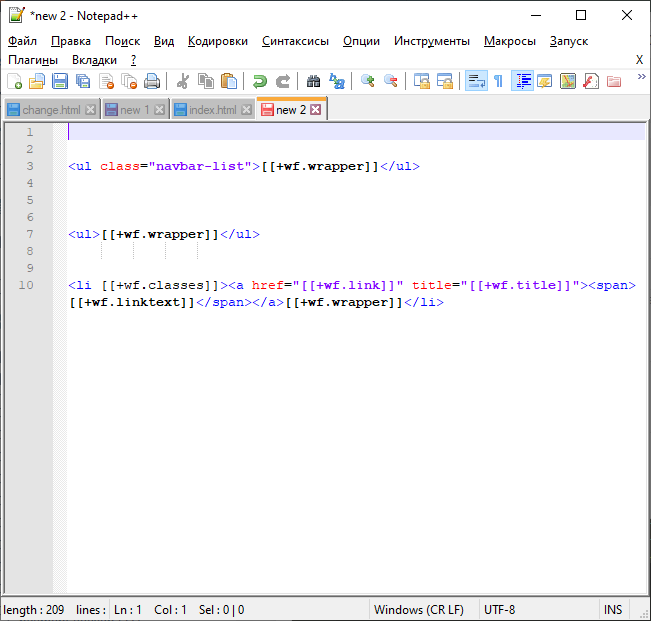 *new 2 - Notepad++
Файл Правка Поиск Вид Кодировки Синтаксисы Опции Инструменты Макросы Запуск
Плагины Вкладки ? X
change.html new 1 index.html new 2
1
2
3 <ul class="navbar-list">[[+wf.wrapper]]</ul>
4
5
6
7 <ul>[[+wf.wrapper]]</ul>
8
9
10 <li [[+wf.classes]]><a href="[[+wf.link]]" title="[[+wf.title]]"><span>
[[+wf.linktext]]</span></a>[[+wf.wrapper]]</li>
length : 209 lines : Ln : 1 Col : 1 Sel : 0 | 0 Windows (CR LF) UTF-8 INS